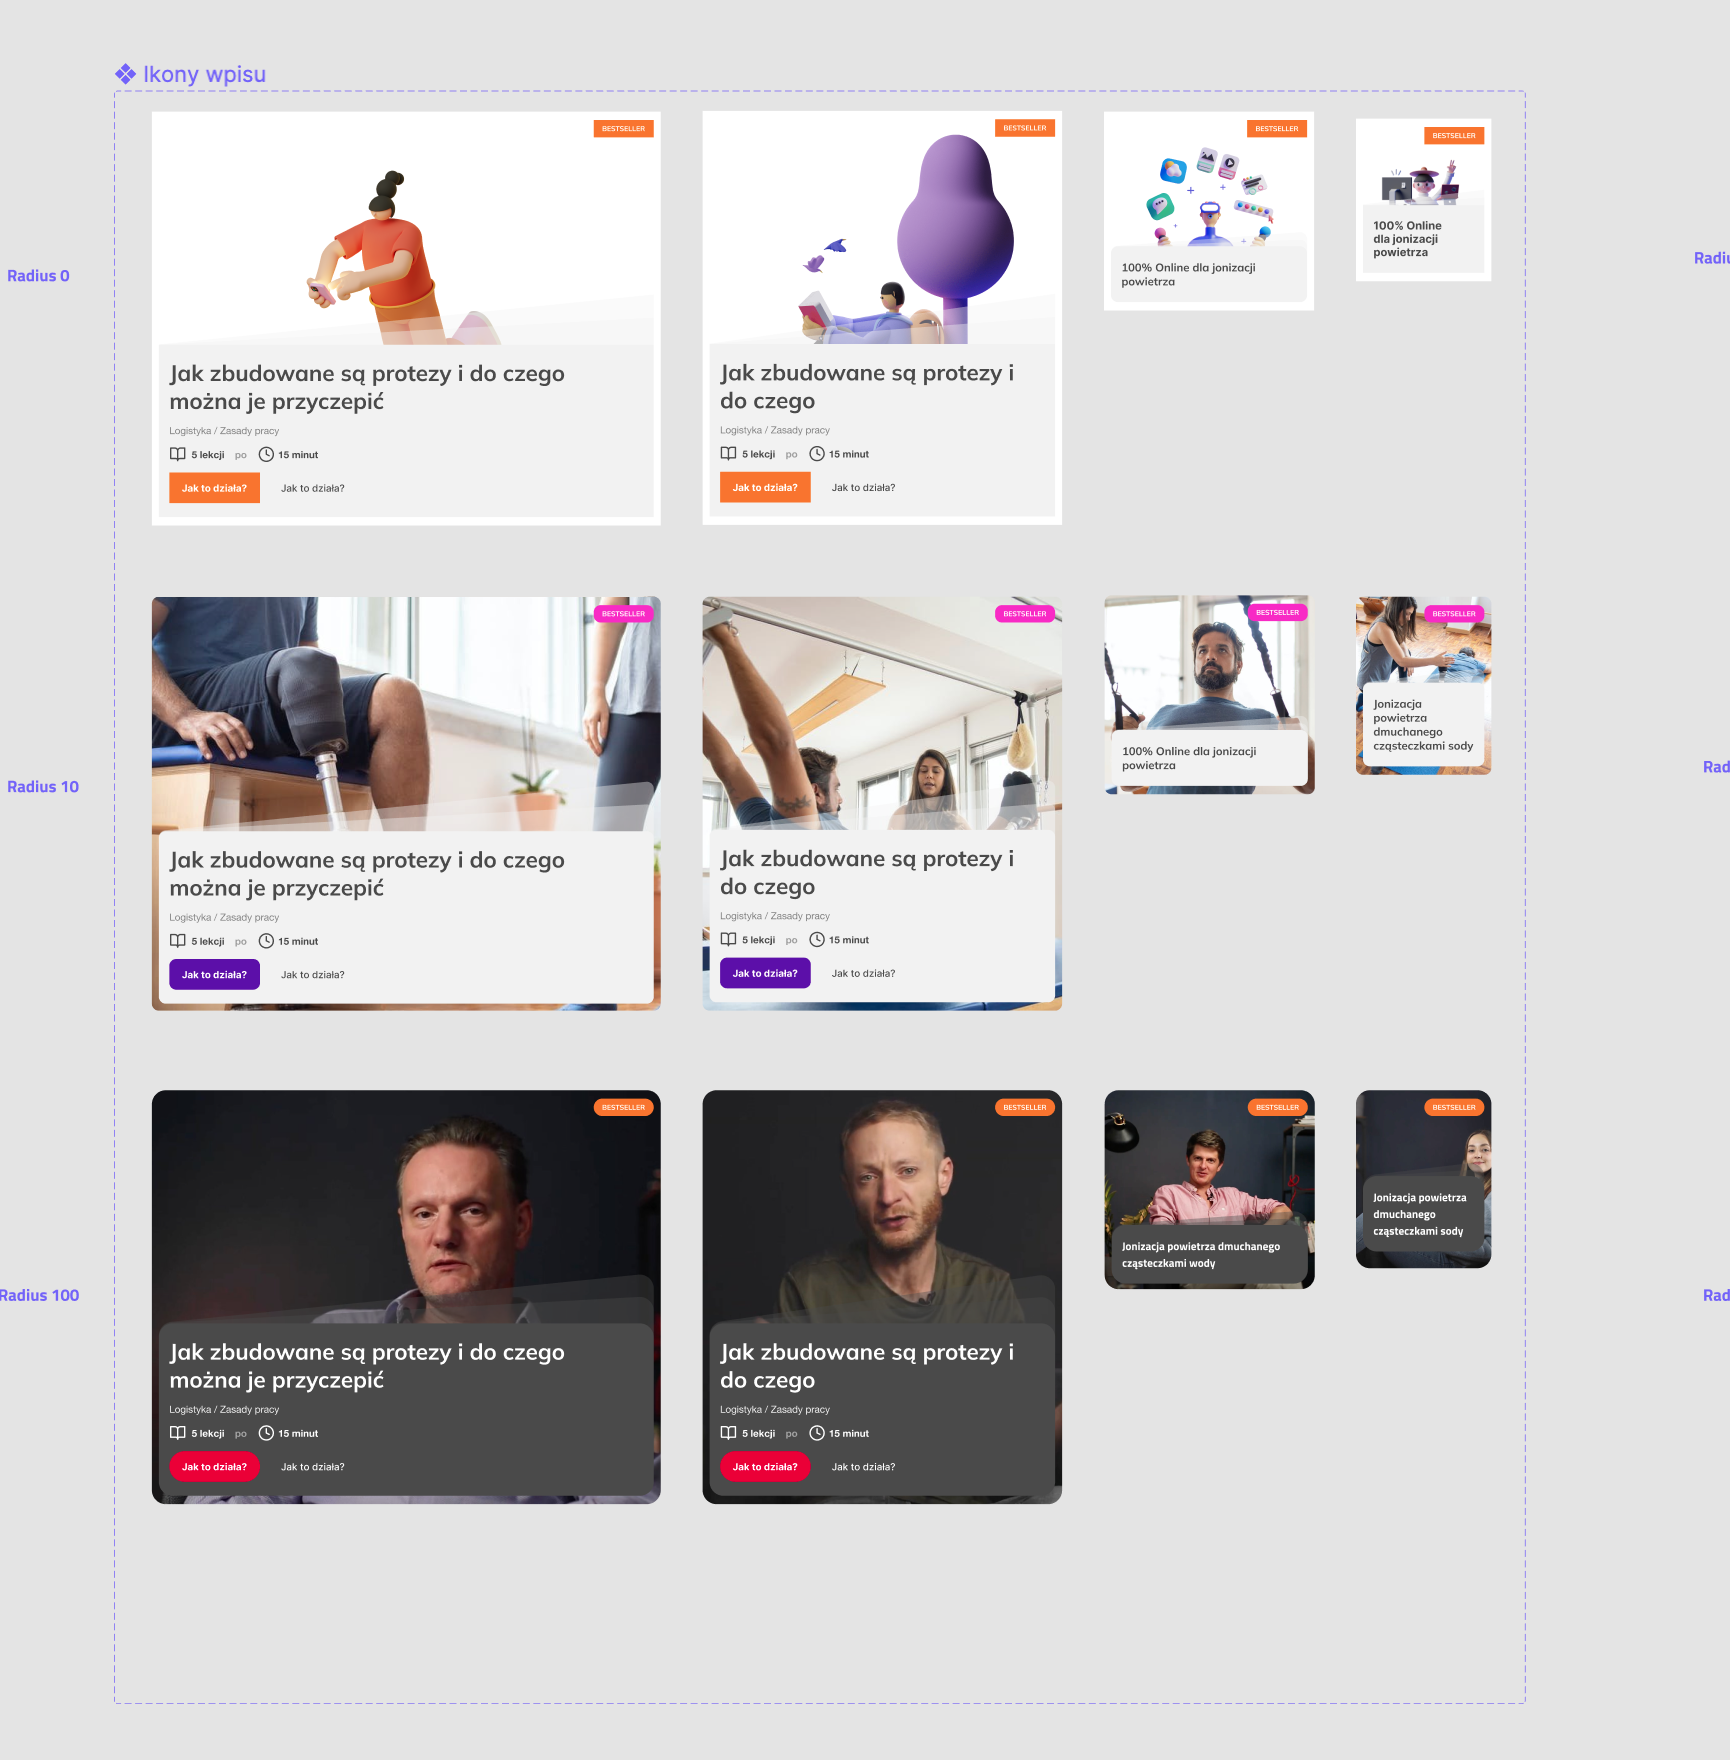 Ikony wpisu
Radius 0
BESTSELLER
Jak zbudowane są protezy i do czego
można je przyczepić
Logistyka / Zasady pracy
5 lekcji po 15 minut
Jak to działa? Jak to działa?
BESTSELLER
Jak zbudowane są protezy i
do czego
Logistyka / Zasady pracy
5 lekcji po 15 minut
Jak to działa? Jak to działa?
BESTSELLER
100% Online dla jonizacji
powietrza
BESTSELLER
100% Online
dla jonizacji
powietrza
Radius 10
BESTSELLER
Jak zbudowane są protezy i do czego
można je przyczepić
Logistyka / Zasady pracy
5 lekcji po 15 minut
Jak to działa? Jak to działa?
BESTSELLER
Jak zbudowane są protezy i
do czego
Logistyka / Zasady pracy
5 lekcji po 15 minut
Jak to działa? Jak to działa?
BESTSELLER
100% Online dla jonizacji
powietrza
BESTSELLER
Jonizacja
powietrza
dmuchanego
cząsteczkami sody
Radius 100
BESTSELLER
Jak zbudowane są protezy i do czego
można je przyczepić
Logistyka / Zasady pracy
5 lekcji po 15 minut
Jak to działa? Jak to działa?
BESTSELLER
Jak zbudowane są protezy i
do czego
Logistyka / Zasady pracy
5 lekcji po 15 minut
Jak to działa? Jak to działa?
BESTSELLER
Jonizacja powietrza dmuchanego
cząsteczkami wody
BESTSELLER
Jonizacja powietrza
dmuchanego
cząsteczkami sody
Radiu
Rad
Rad